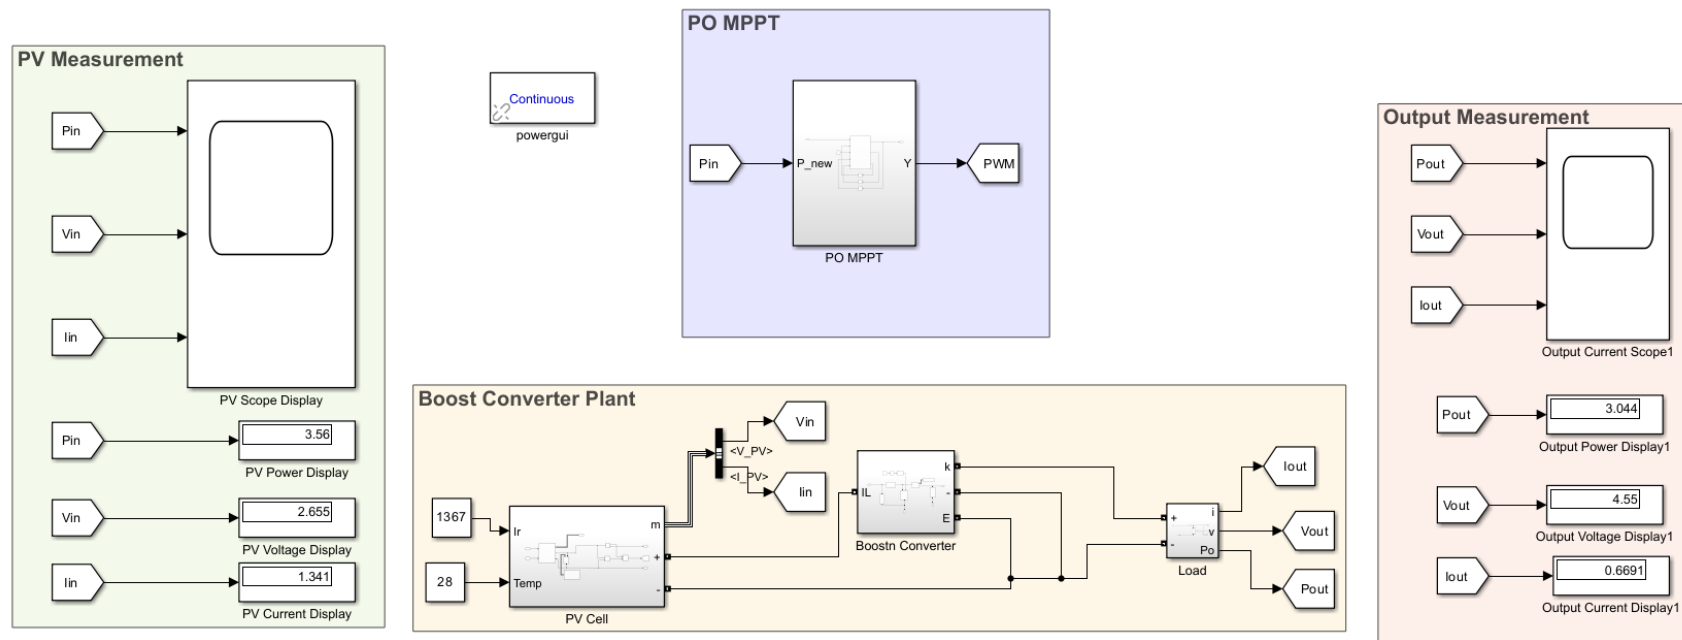 PV Measurement
Pin
Vin
Iin
PV Scope Display
Pin
3.56
PV Power Display
Vin
2.655
PV Voltage Display
Iin
1.341
PV Current Display
Continuous
powergui
PO MPPT
Pin
P_new
Y
PWM
PO MPPT
Boost Converter Plant
Vin
<V_PV>
<I_PV>
Iin
1367
28
Ir
Temp
m
+
-
PV Cell
IL
k
-
E
Boostn Converter
+
-
i
v
Po
Load
Iout
Vout
Pout
Output Measurement
Pout
Vout
Iout
Output Current Scope1
Pout
3.044
Output Power Display1
Vout
4.55
Output Voltage Display1
Iout
0.6691
Output Current Display1